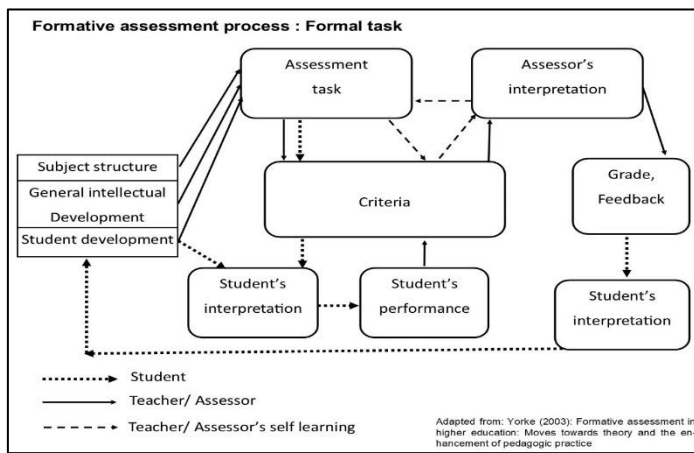 Formative assessment process : Formal task
Assessment
task
Assessor's
interpretation
Subject structure
General intellectual
Development
Student development
Criteria
Grade,
Feedback
Student's
interpretation
Student's
performance
Student's
interpretation
Student
Teacher/ Assessor
Teacher/ Assessor's self learning
Adapted from: Yorke (2003): Formative assessment in
higher education: Moves towards theory and the en-
hancement of pedagogic practice